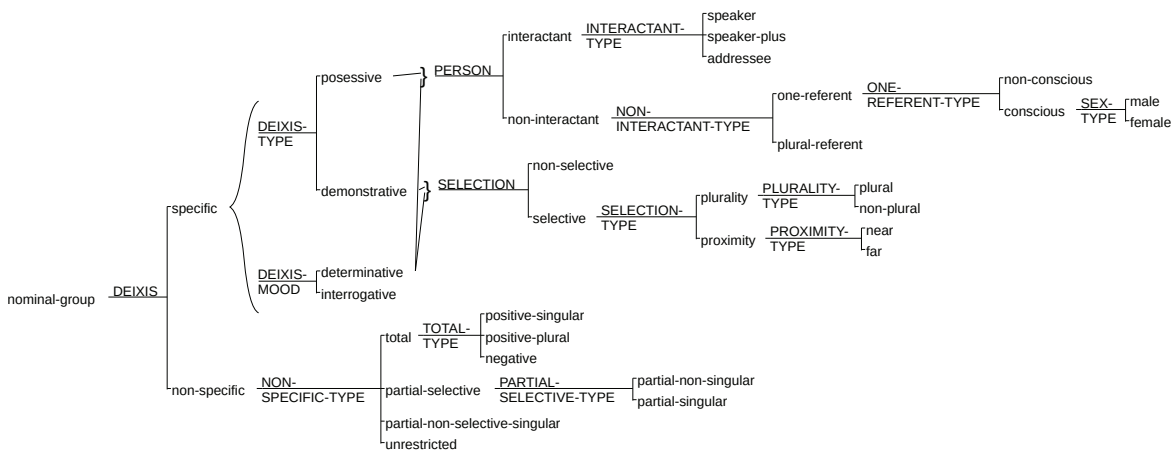 speaker
interactant INTERACTANT-TYPE
speaker-plus
addressee
posessive } PERSON
non-conscious
one-referent ONE-REFERENT-TYPE
conscious SEX-TYPE
male
female
non-interactant NON-INTERACTANT-TYPE
DEIXIS-TYPE
plural-referent
non-selective
demonstrative } SELECTION
plurality PLURALITY-TYPE
plural
non-plural
specific
selective SELECTION-TYPE
proximity PROXIMITY-TYPE
near
far
DEIXIS-MOOD
determinative
interrogative
nominal-group DEIXIS
positive-singular
total TOTAL-TYPE
positive-plural
negative
non-specific NON-SPECIFIC-TYPE
partial-selective PARTIAL-SELECTIVE-TYPE
partial-non-singular
partial-singular
partial-non-selective-singular
unrestricted